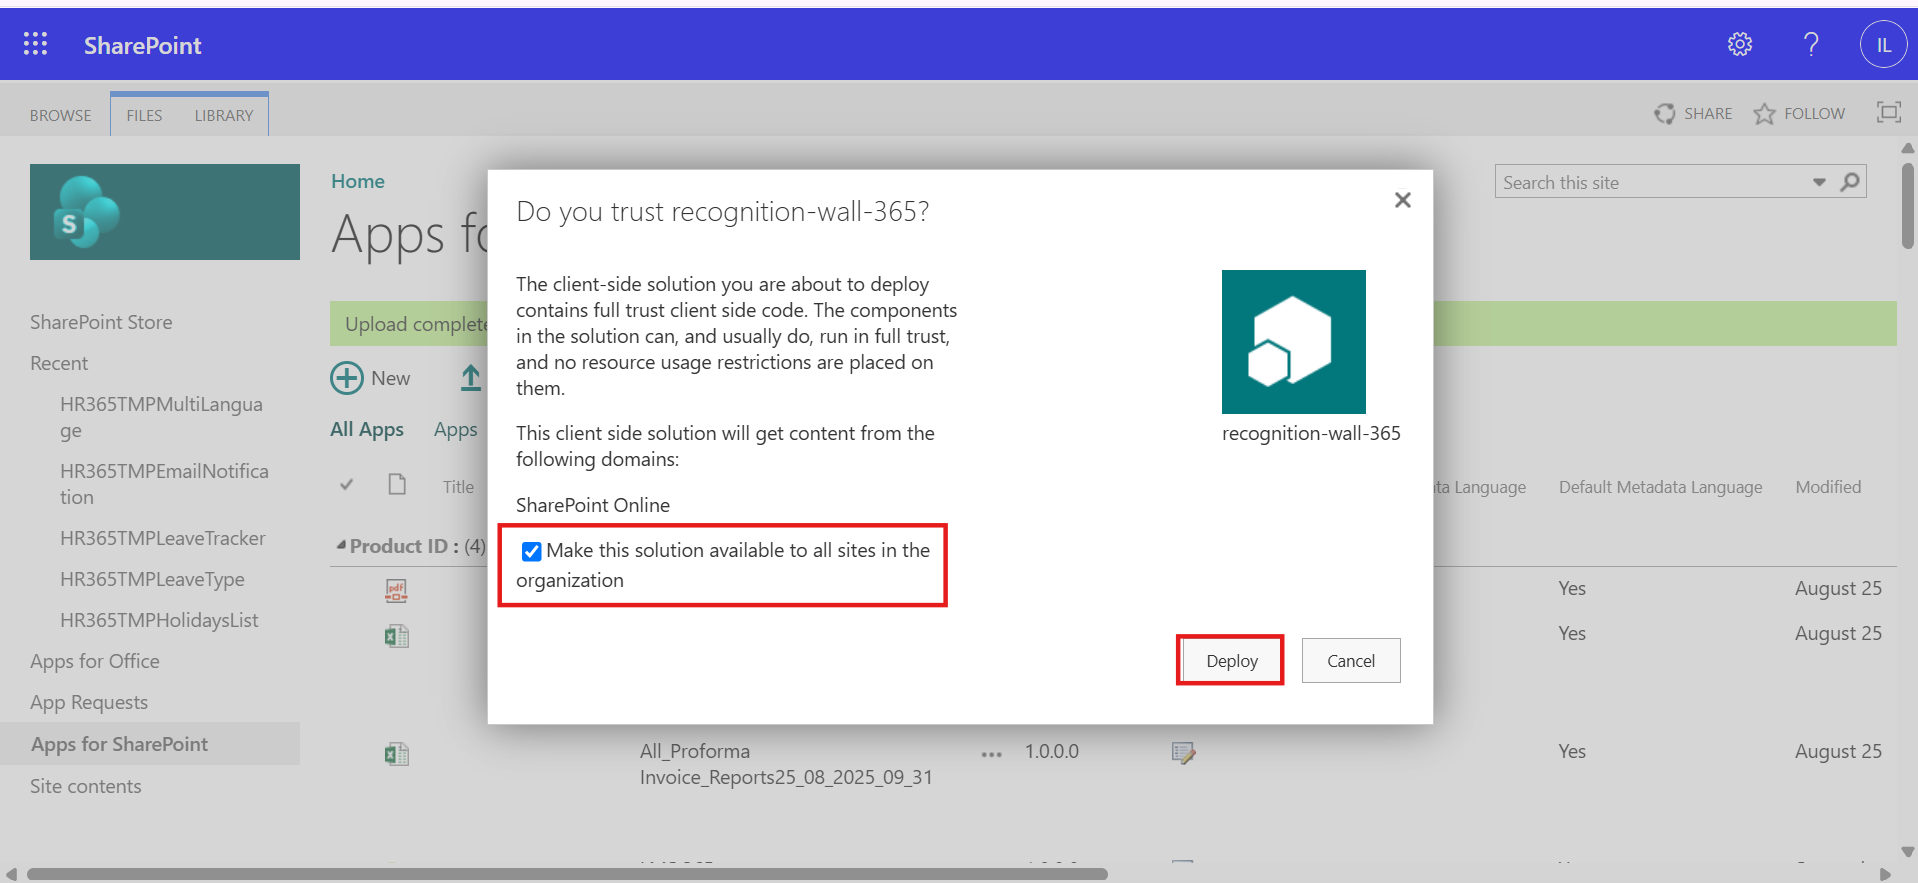 SharePoint
IL
BROWSE
FILES
LIBRARY
SHARE
FOLLOW
S
Home
Search this site
Apps
Do you trust recognition-wall-365?
The client-side solution you are about to deploy
contains full trust client side code. The components
in the solution can, and usually do, run in full trust,
and no resource usage restrictions are placed on
them.
This client side solution will get content from the
following domains:
SharePoint Online
Make this solution available to all sites in the
organization
recognition-wall-365
Deploy
Cancel
SharePoint Store
Recent
HR365TMPMultiLangua
ge
HR365TMPEmailNotifica
tion
HR365TMPLeaveTracker
HR365TMPLeaveType
HR365TMPHolidaysList
Apps for Office
App Requests
Apps for SharePoint
Site contents
Upload complete
New
All Apps
Apps
Title
Language
Default Metadata Language
Modified
Product ID : (4)
pdf
Yes
August 25
Yes
August 25
All_Proforma
Invoice_Reports25_08_2025_09_31
1.0.0.0
Yes
August 25